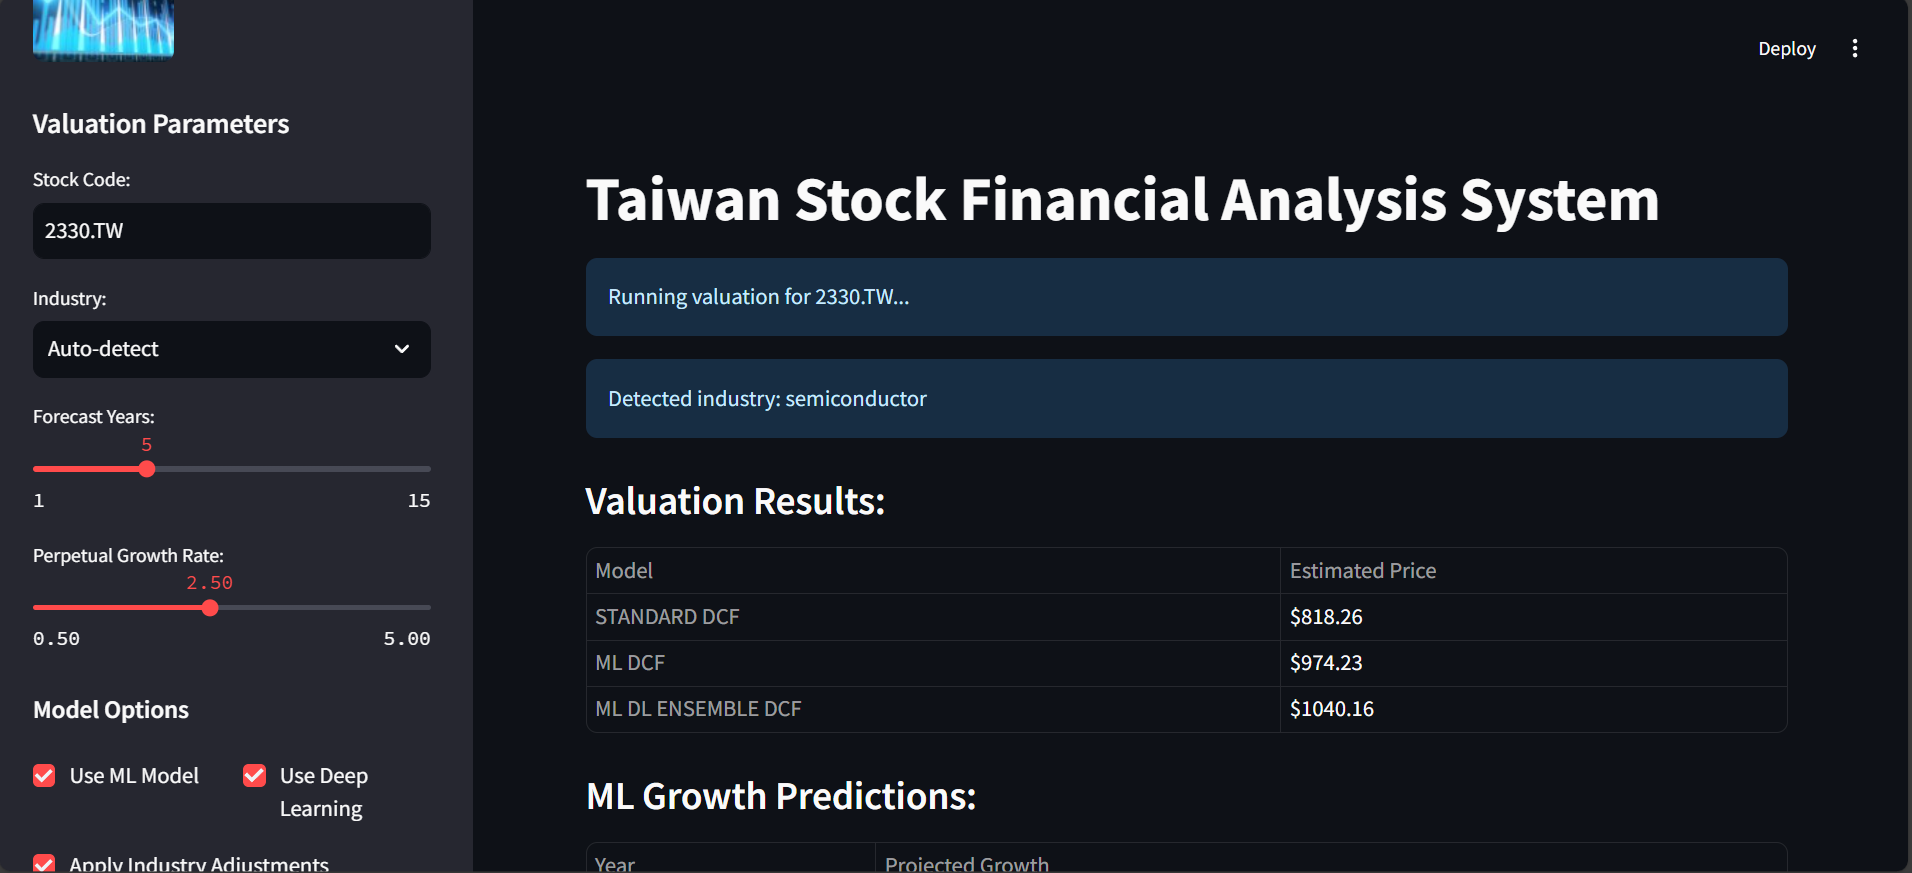 Deploy
Valuation Parameters
Stock Code:
2330.TW
Industry:
Auto-detect
Forecast Years:
5
1 15
Perpetual Growth Rate:
2.50
0.50 5.00
Model Options
Use ML Model
Use Deep
Learning
Apply Industry Adjustments
Taiwan Stock Financial Analysis System
Running valuation for 2330.TW...
Detected industry: semiconductor
Valuation Results:
Model Estimated Price
STANDARD DCF $818.26
ML DCF $974.23
ML DL ENSEMBLE DCF $1040.16
ML Growth Predictions:
Year Projected Growth